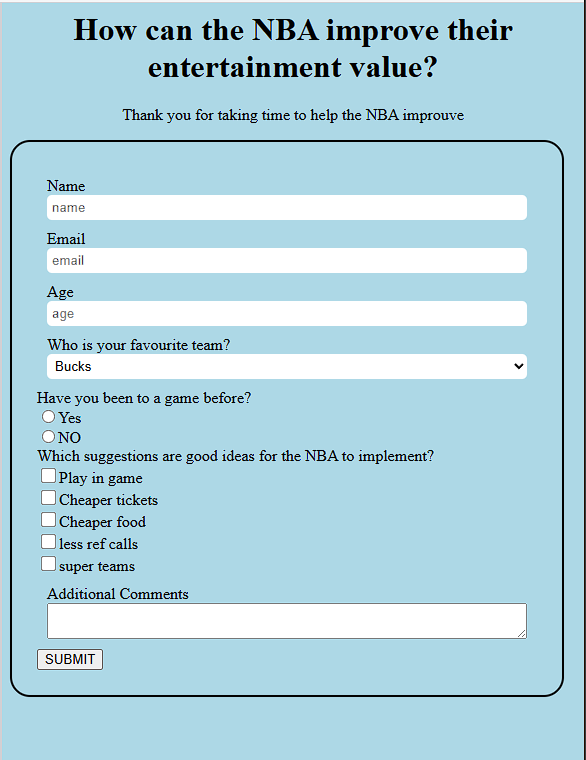 How can the NBA improve their
entertainment value?
Thank you for taking time to help the NBA improuve
Name
name
Email
email
Age
age
Who is your favourite team?
Bucks
Have you been to a game before?
Yes
NO
Which suggestions are good ideas for the NBA to implement?
Play in game
Cheaper tickets
Cheaper food
less ref calls
super teams
Additional Comments
SUBMIT